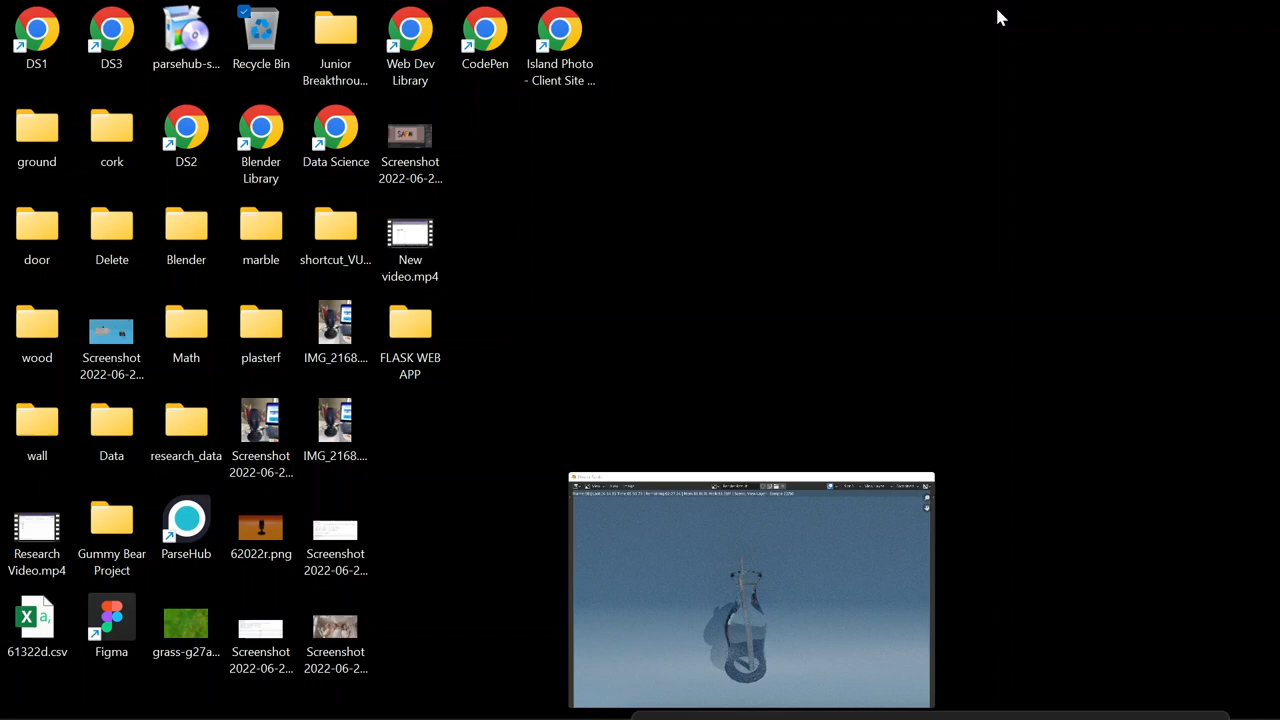 DS1
DS3
parsehub-s...
Recycle Bin
Junior
Breakthrou...
Web Dev
Library
CodePen
Island Photo
- Client Site ...
ground
cork
DS2
Blender
Library
Data Science
Screenshot
2022-06-2...
door
Delete
Blender
marble
shortcut_VU...
New
video.mp4
wood
Screenshot
2022-06-2...
Math
plasterf
IMG_2168....
FLASK WEB
APP
wall
Data
research_data
Screenshot
2022-06-2...
IMG_2168....
Research
Video.mp4
Gummy Bear
Project
ParseHub
62022r.png
Screenshot
2022-06-2...
61322d.csv
Figma
grass-g27a...
Screenshot
2022-06-2...
Screenshot
2022-06-2...